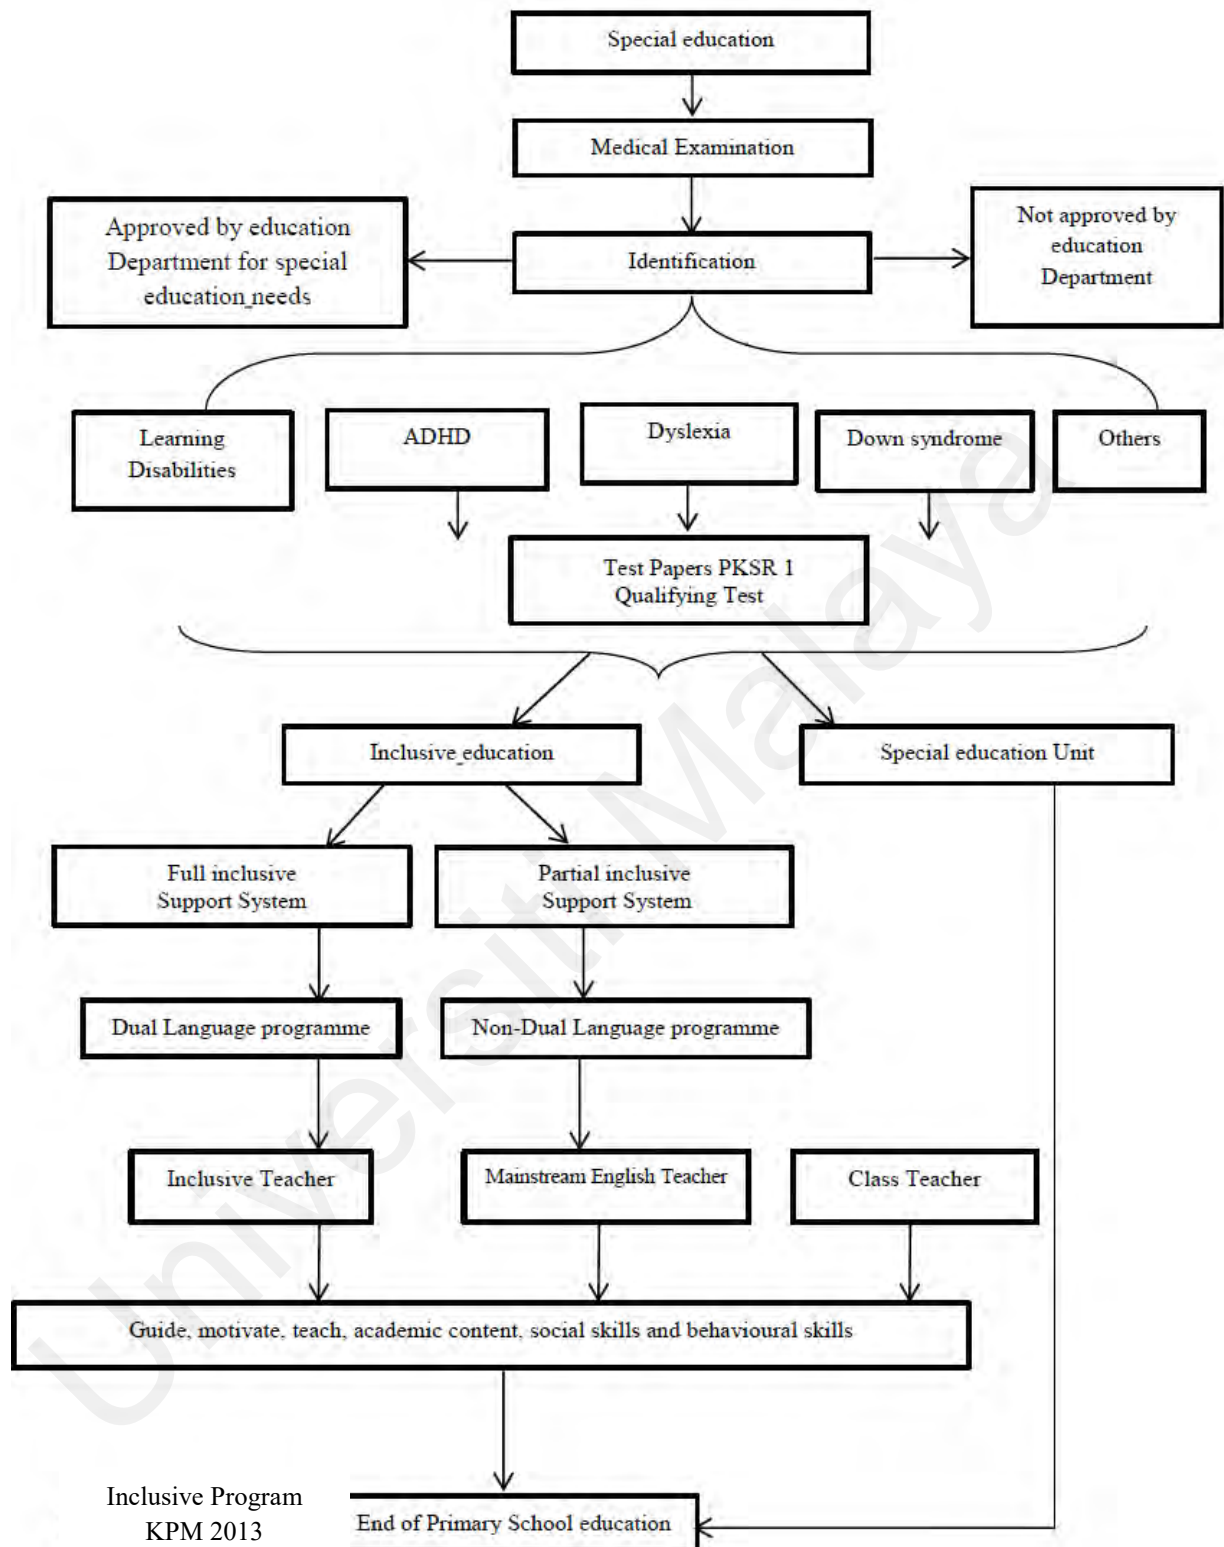 Special education
Medical Examination
Approved by education
Department for special
education needs
Identification
Not approved by
education
Department
Learning
Disabilities
ADHD
Dyslexia
Down syndrome
Others
Test Papers PKSR 1
Qualifying Test
Inclusive education
Special education Unit
Full inclusive
Support System
Partial inclusive
Support System
Dual Language programme
Non-Dual Language programme
Inclusive Teacher
Mainstream English Teacher
Class Teacher
Guide, motivate, teach, academic content, social skills and behavioural skills
Inclusive Program
KPM 2013
End of Primary School education
Universiti Malaya